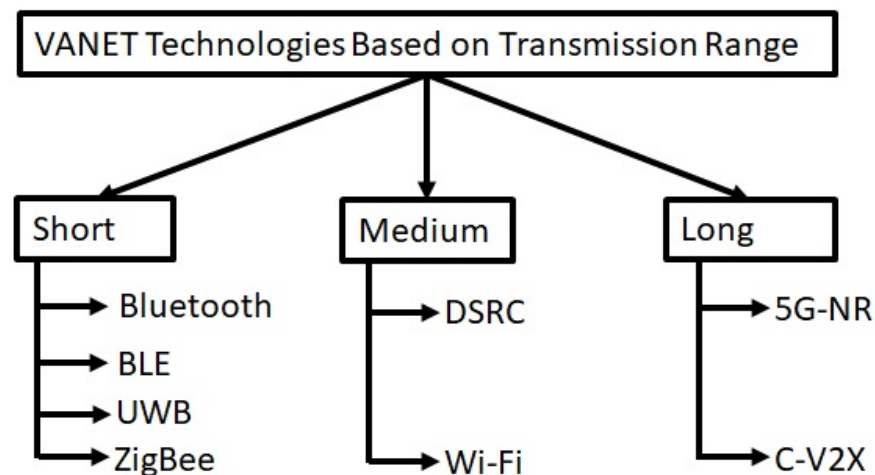 VANET Technologies Based on Transmission Range
Short
Bluetooth
BLE
UWB
ZigBee
Medium
DSRC
Wi-Fi
Long
5G-NR
C-V2X